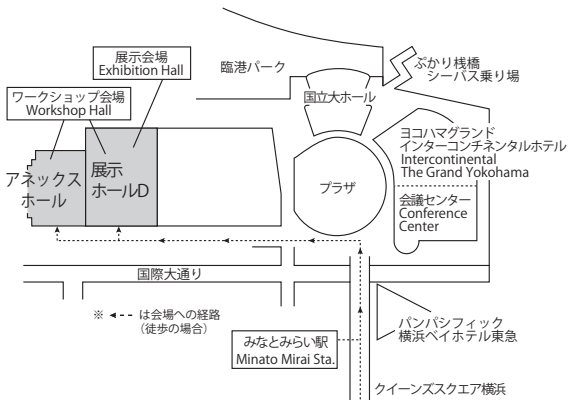 展示会場
Exhibition Hall
臨港パーク
ぷかり桟橋
シーバス乗り場
ワークショップ会場
Workshop Hall
国立大ホール
ヨコハマグランド
インターコンチネンタルホテル
Intercontinental
The Grand Yokohama
アネックス
ホール
展示
ホールD
プラザ
会議センター
Conference
Center
国際大通り
※ は会場への経路
（徒歩の場合）
みなとみらい駅
Minato Mirai Sta.
パンパシフィック
横浜ベイホテル東急
クイーンズスクエア横浜